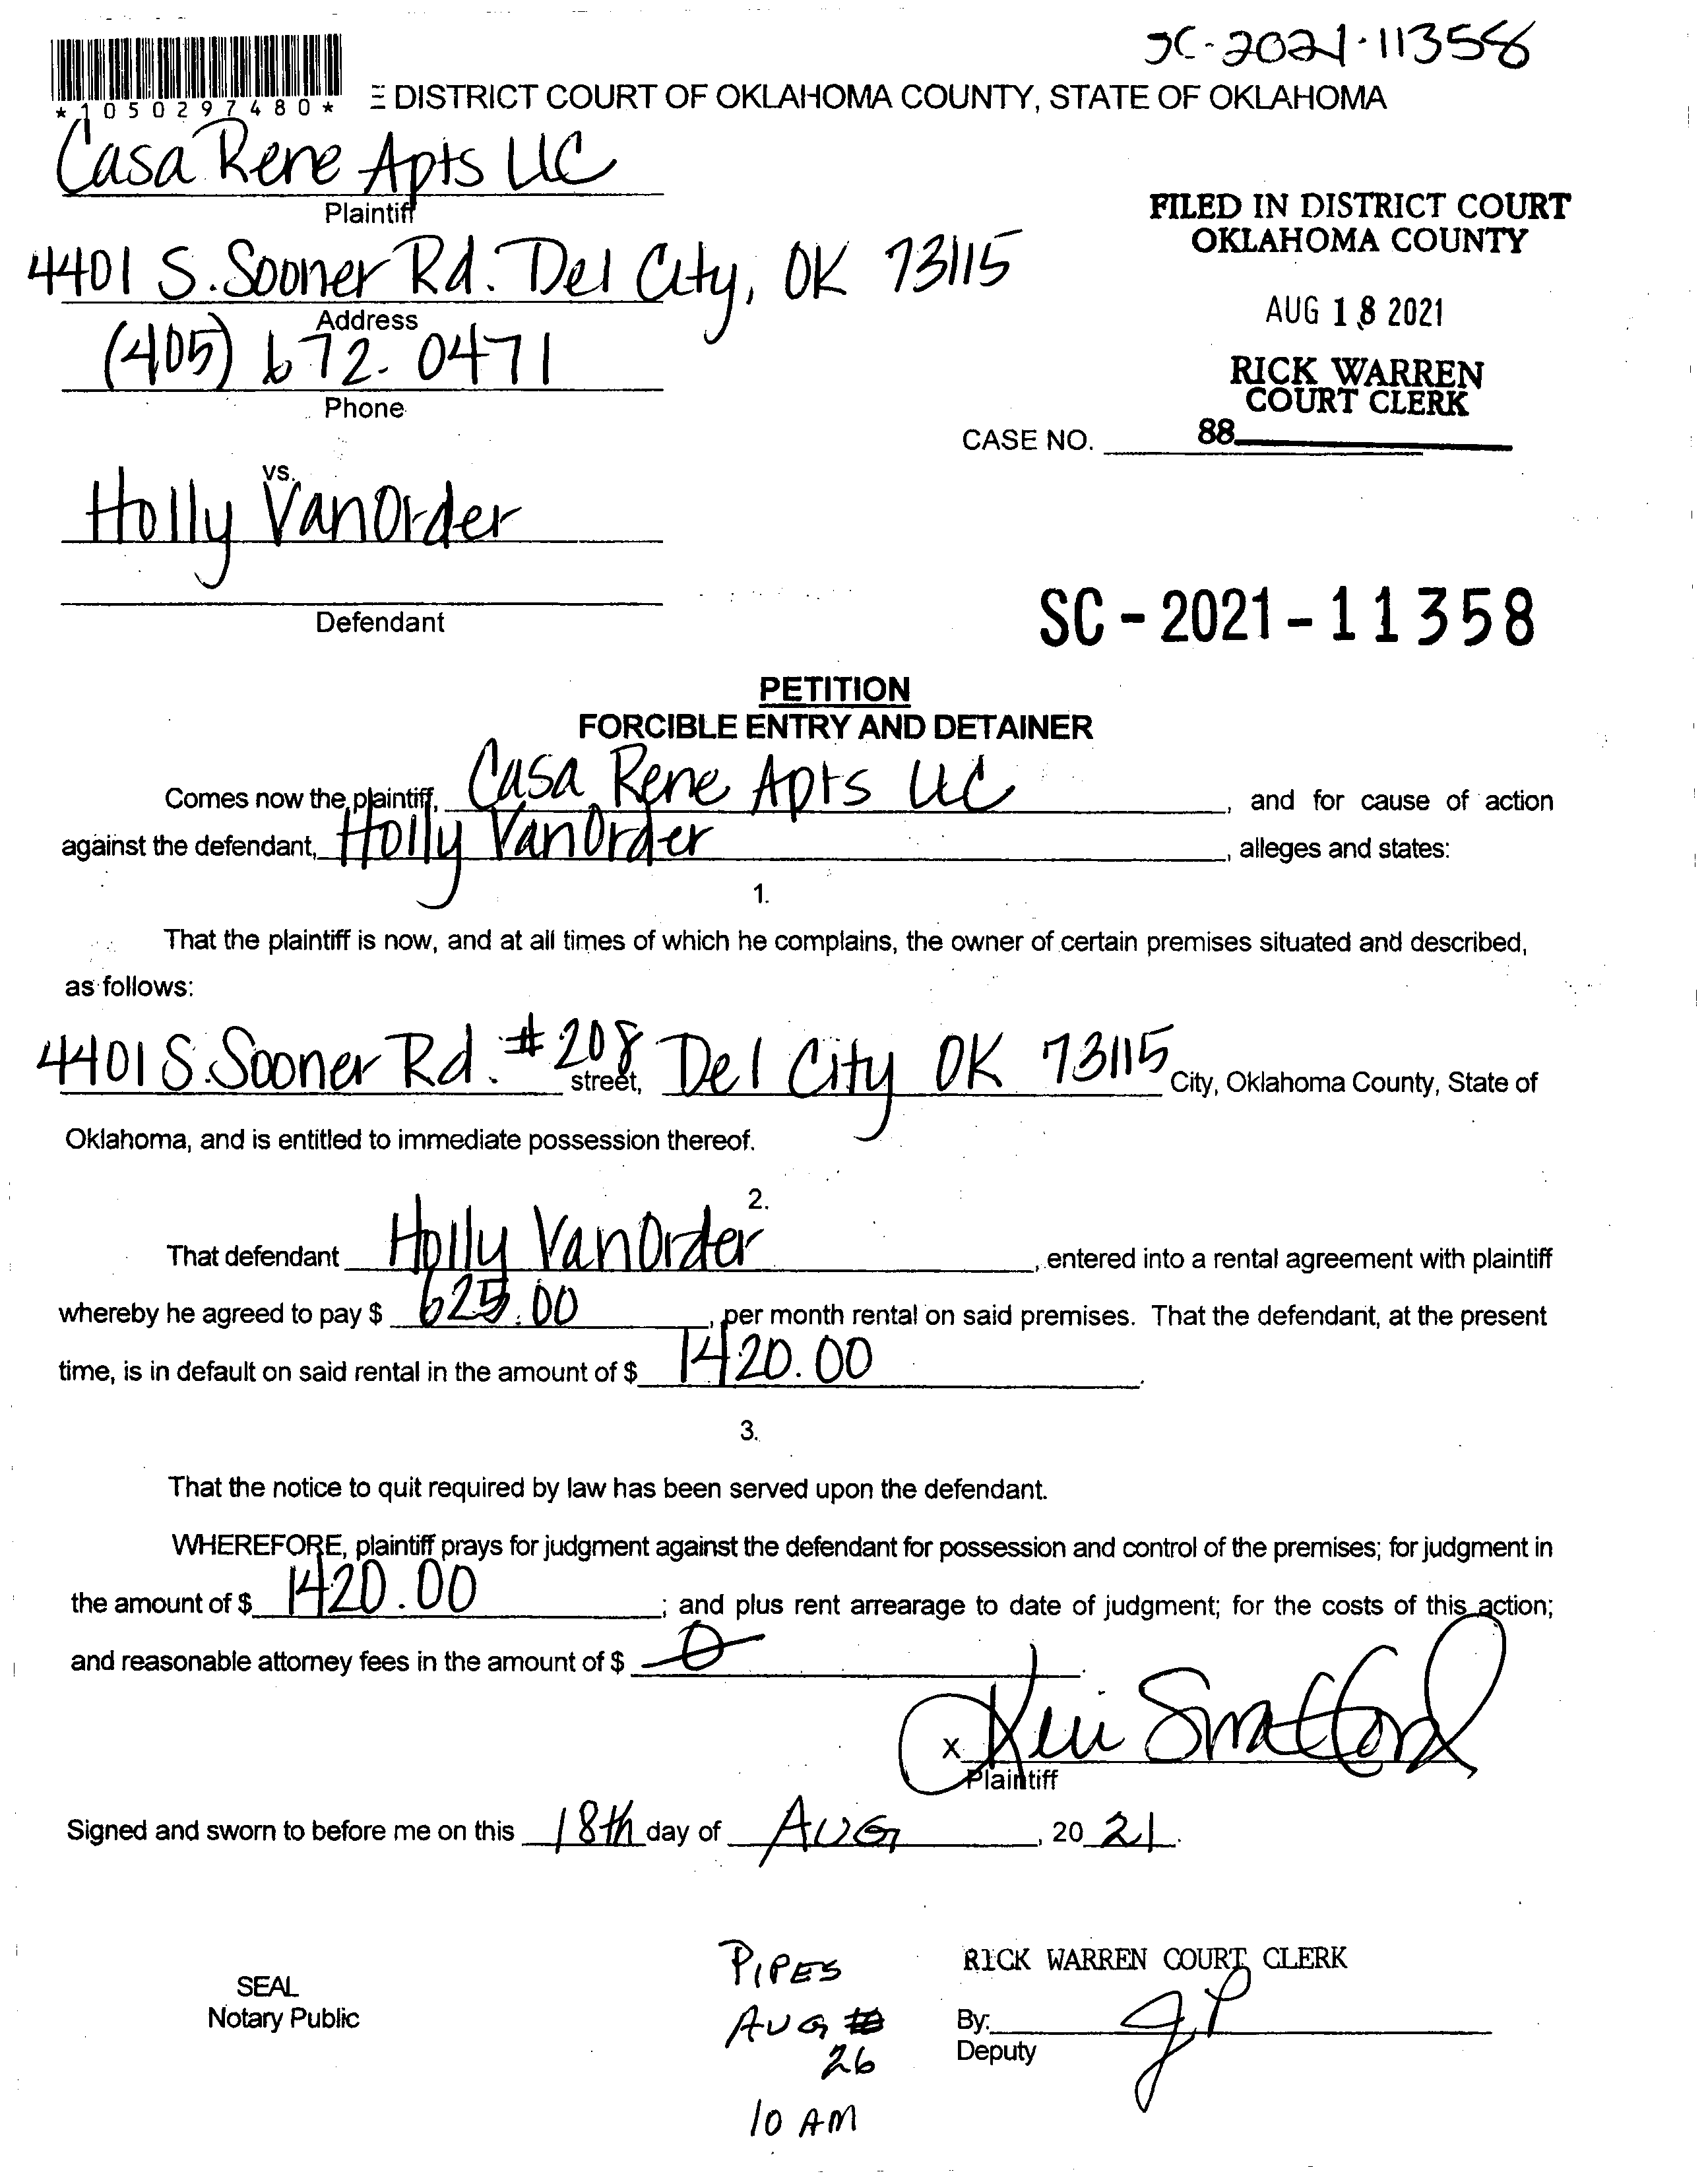 SC-2021-11358
*1050297480*
E DISTRICT COURT OF OKLAHOMA COUNTY, STATE OF OKLAHOMA
Casa Rene Apts LLC
Plaintiff
FILED IN DISTRICT COURT
OKLAHOMA COUNTY
4401 S. Sooner Rd. Del City, OK 73115
Address
AUG 18 2021
(405) 672-0471
Phone
RICK WARREN
COURT CLERK
CASE NO. 88
vs.
Holly VanOrder
Defendant
SC-2021-11358
PETITION
FORCIBLE ENTRY AND DETAINER
Comes now the plaintiff, Casa Rene Apts LLC, and for cause of action
against the defendant, Holly VanOrder, alleges and states:
1.
That the plaintiff is now, and at all times of which he complains, the owner of certain premises situated and described,
as follows:
4401 S. Sooner Rd. #208 street, Del City OK 73115 City, Oklahoma County, State of
Oklahoma, and is entitled to immediate possession thereof.
2.
That defendant Holly VanOrder, entered into a rental agreement with plaintiff
whereby he agreed to pay $ 625.00, per month rental on said premises. That the defendant, at the present
time, is in default on said rental in the amount of $ 1420.00.
3.
That the notice to quit required by law has been served upon the defendant.
WHEREFORE, plaintiff prays for judgment against the defendant for possession and control of the premises; for judgment in
the amount of $ 1420.00; and plus rent arrearage to date of judgment; for the costs of this action;
and reasonable attorney fees in the amount of $ 0.
X
Plaintiff
Signed and sworn to before me on this 18th day of AUG, 20 21.
PIPES
AUG
26
10 AM
SEAL
Notary Public
RICK WARREN COURT CLERK
By: JP
Deputy